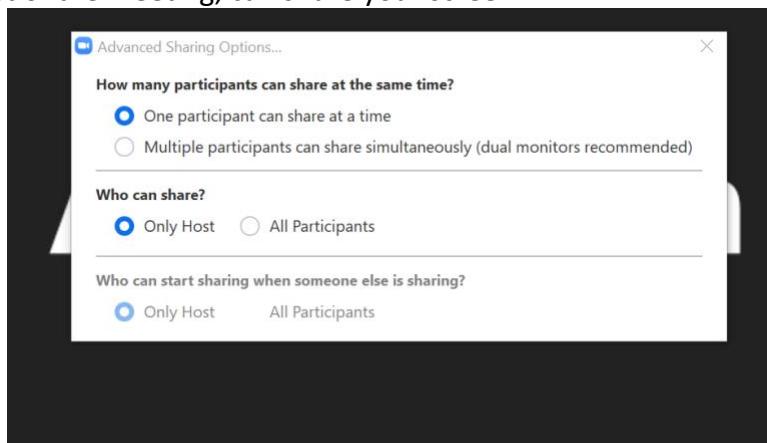 Advanced Sharing Options...
How many participants can share at the same time?
One participant can share at a time
Multiple participants can share simultaneously (dual monitors recommended)
Who can share?
Only Host All Participants
Who can start sharing when someone else is sharing?
Only Host All Participants